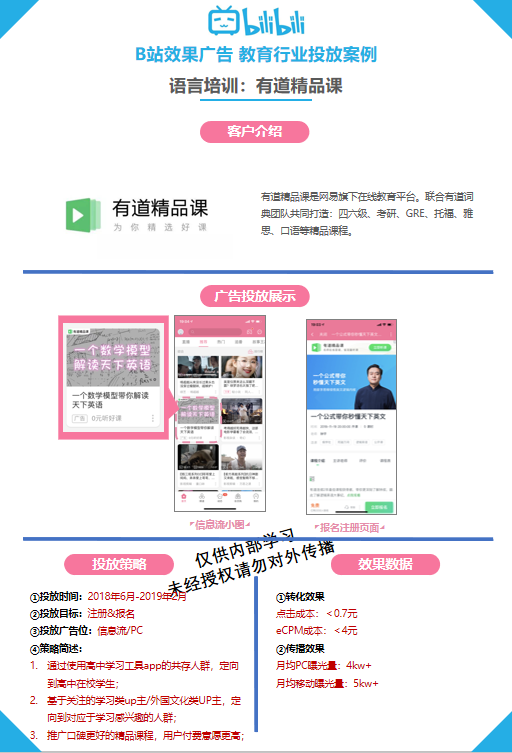 bilibili
B站效果广告 教育行业投放案例
语言培训：有道精品课
客户介绍
有道精品课
为你精选好课
有道精品课是网易旗下在线教育平台。联合有道词
典团队共同打造：四六级、考研、GRE、托福、雅
思、口语等精品课程。
广告投放展示
有道精品课
一个数学模型
解读天下英语
一个数学模型带你解读
天下英语
广告 0元听好课
一个公式带你
秒懂天下英文
一个公式带你秒懂天下英文
信息流小图
报名注册页面
仅供内部学习
未经授权请勿对外传播
投放策略
①投放时间：2018年6月-2019年2月
②投放目标：注册&报名
③投放广告位：信息流/PC
④策略简述：
1. 通过使用高中学习工具app的共存人群，定向
到高中在校学生；
2. 基于关注的学习类up主/外国文化类UP主，定
向到对应于学习感兴趣的人群；
3. 推广口碑更好的精品课程，用户付费意愿更高；
效果数据
①转化效果
点击成本：＜0.7元
eCPM成本：＜4元
②传播效果
月均PC曝光量：4kw+
月均移动曝光量：5kw+